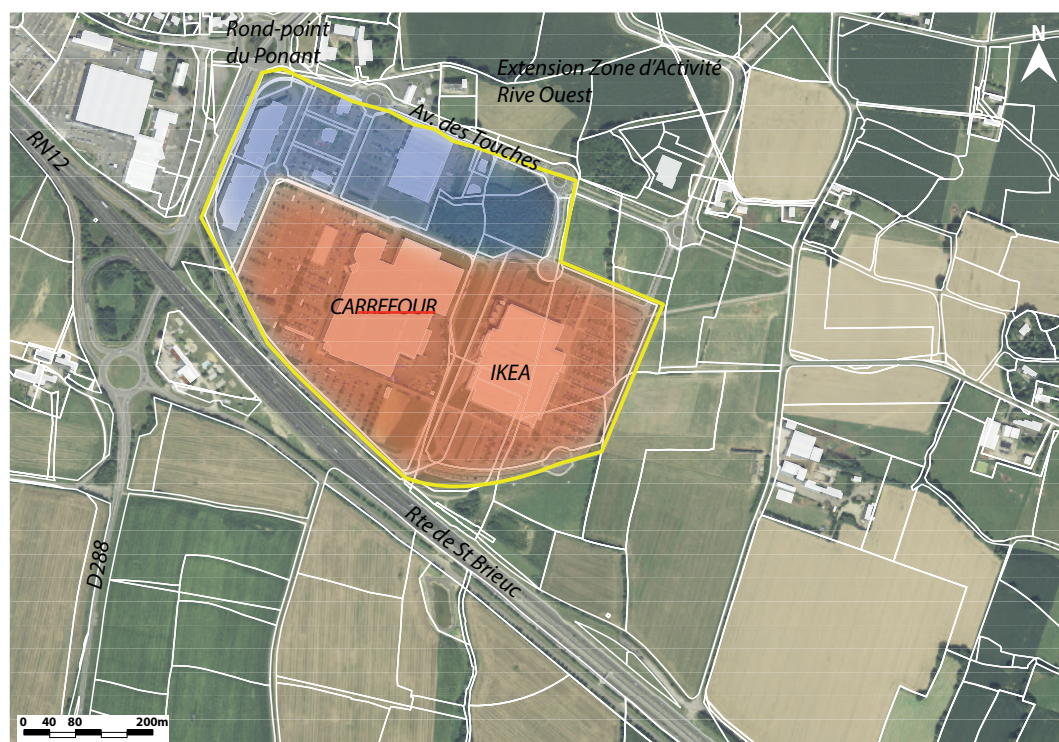 Rond-point
du Ponant
N
Extension Zone d'Activité
Rive Ouest
Av. des Touches
RN12
CARREFOUR
IKEA
Rte de St Brieuc
D288
0 40 80 200m